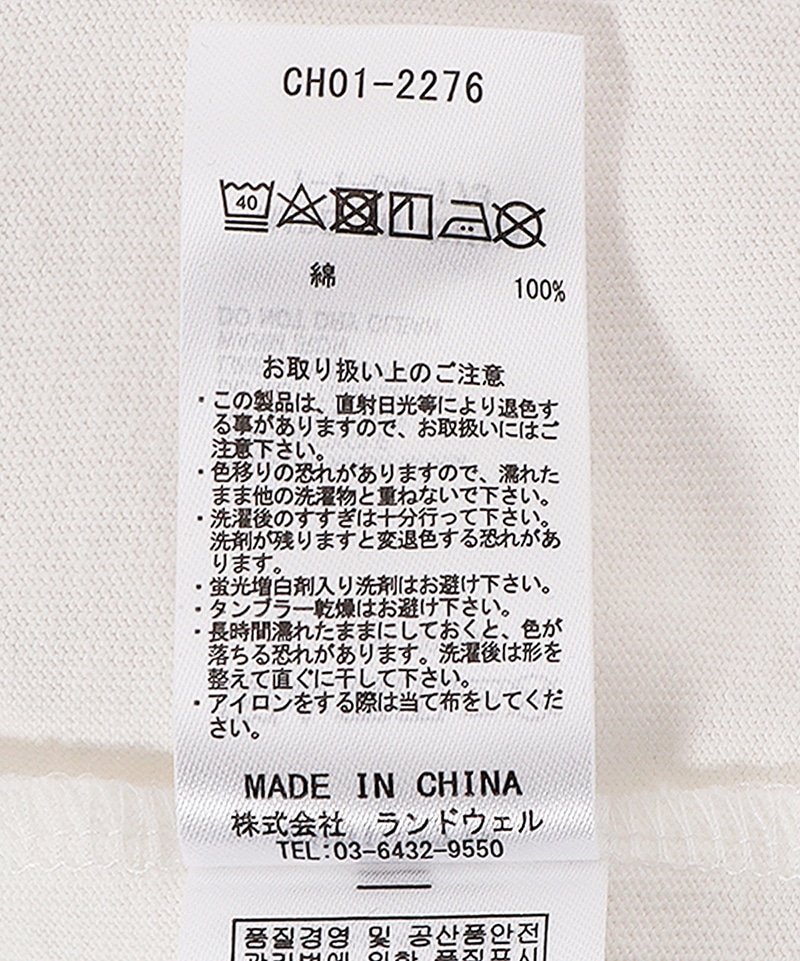 CH01-2276
40
綿 100%
お取り扱い上のご注意
・この製品は、直射日光等により退色す
る事がありますので、お取扱いにはご
注意下さい。
・色移りの恐れがありますので、濡れた
まま他の洗濯物と重ねないで下さい。
・洗濯後のすすぎは十分行って下さい。
洗剤が残りますと変退色する恐れがあ
ります。
・蛍光増白剤入り洗剤はお避け下さい。
・タンブラー乾燥はお避け下さい。
・長時間濡れたままにしておくと、色が
落ちる恐れがあります。洗濯後は形を
整えて直ぐに干して下さい。
・アイロンをする際は当て布をしてくだ
さい。
MADE IN CHINA
株式会社 ランドウェル
TEL:03-6432-9550
품질경영 및 공산품안전
관리법에 의한 품질표시